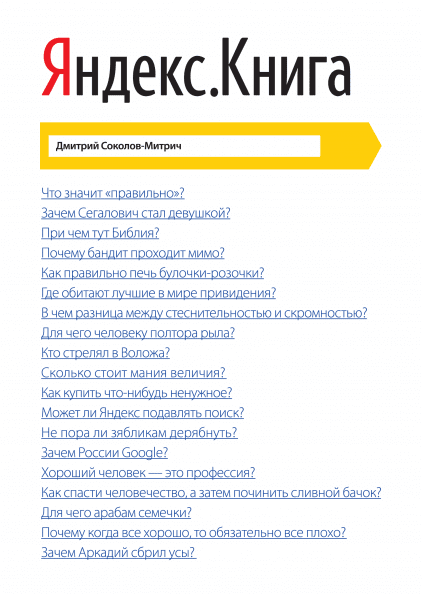 Яндекс.Книга
Дмитрий Соколов-Митрич
Что значит «правильно»?
Зачем Сегалович стал девушкой?
При чем тут Библия?
Почему бандит проходит мимо?
Как правильно печь булочки-розочки?
Где обитают лучшие в мире привидения?
В чем разница между стеснительностью и скромностью?
Для чего человеку полтора рыла?
Кто стрелял в Воложа?
Сколько стоит мания величия?
Как купить что-нибудь ненужное?
Может ли Яндекс подавлять поиск?
Не пора ли зябликам дерябнуть?
Зачем России Google?
Хороший человек — это профессия?
Как спасти человечество, а затем починить сливной бачок?
Для чего арабам семечки?
Почему когда все хорошо, то обязательно все плохо?
Зачем Аркадий сбрил усы?